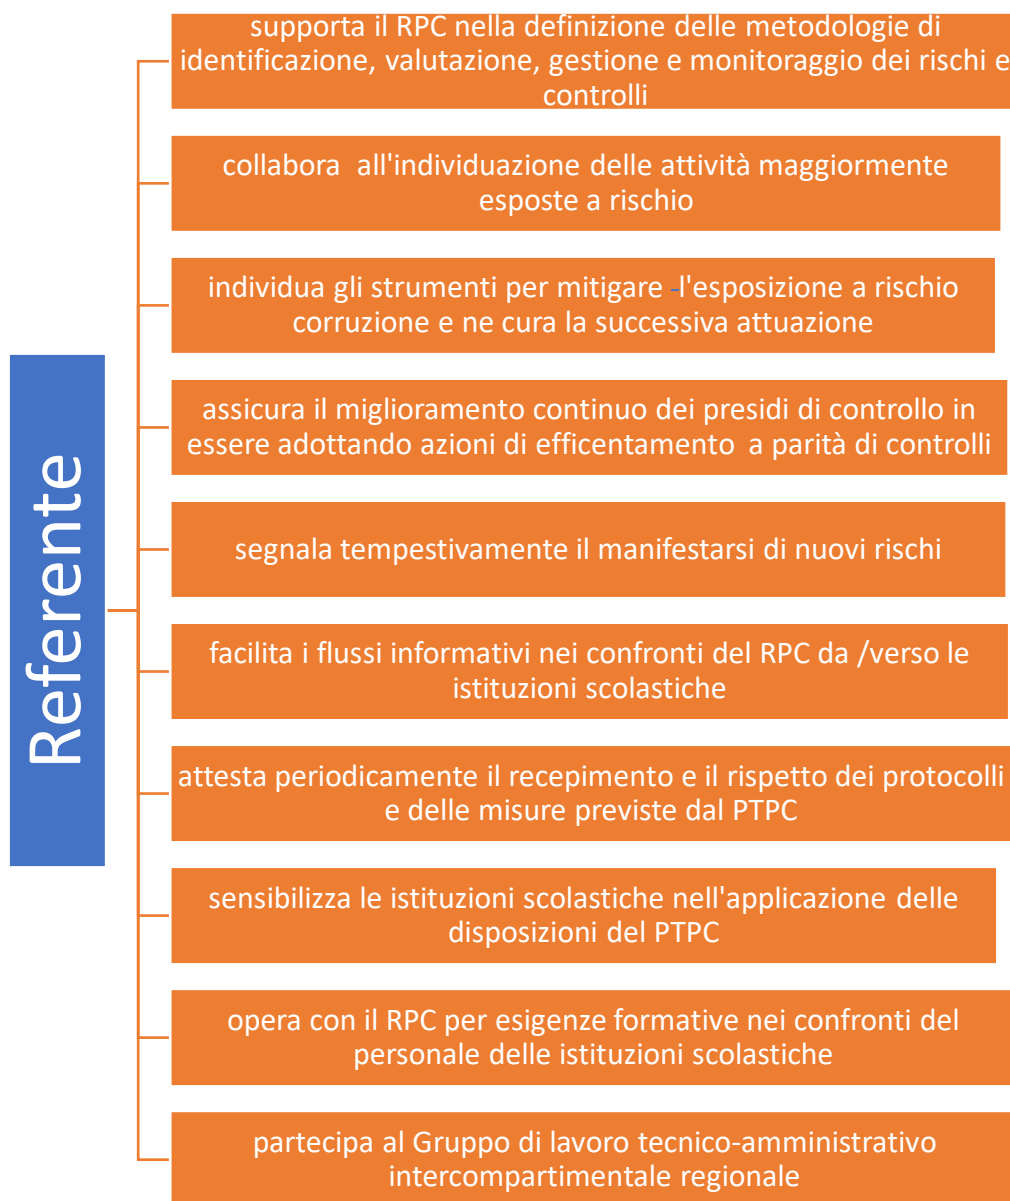 supporta il RPC nella definizione delle metodologie di
identificazione, valutazione, gestione e monitoraggio dei rischi e
controlli
collabora  all'individuazione delle attività maggiormente
esposte a rischio
individua gli strumenti per mitigare -l'esposizione a rischio
corruzione e ne cura la successiva attuazione
assicura il miglioramento continuo dei presidi di controllo in
essere adottando azioni di efficentamento  a parità di controlli
segnala tempestivamente il manifestarsi di nuovi rischi
facilita i flussi informativi nei confronti del RPC da /verso le
istituzioni scolastiche
attesta periodicamente il recepimento e il rispetto dei protocolli
e delle misure previste dal PTPC
sensibilizza le istituzioni scolastiche nell'applicazione delle
disposizioni del PTPC
opera con il RPC per esigenze formative nei confronti del
personale delle istituzioni scolastiche
partecipa al Gruppo di lavoro tecnico-amministrativo
intercompartimentale regionale
Referente